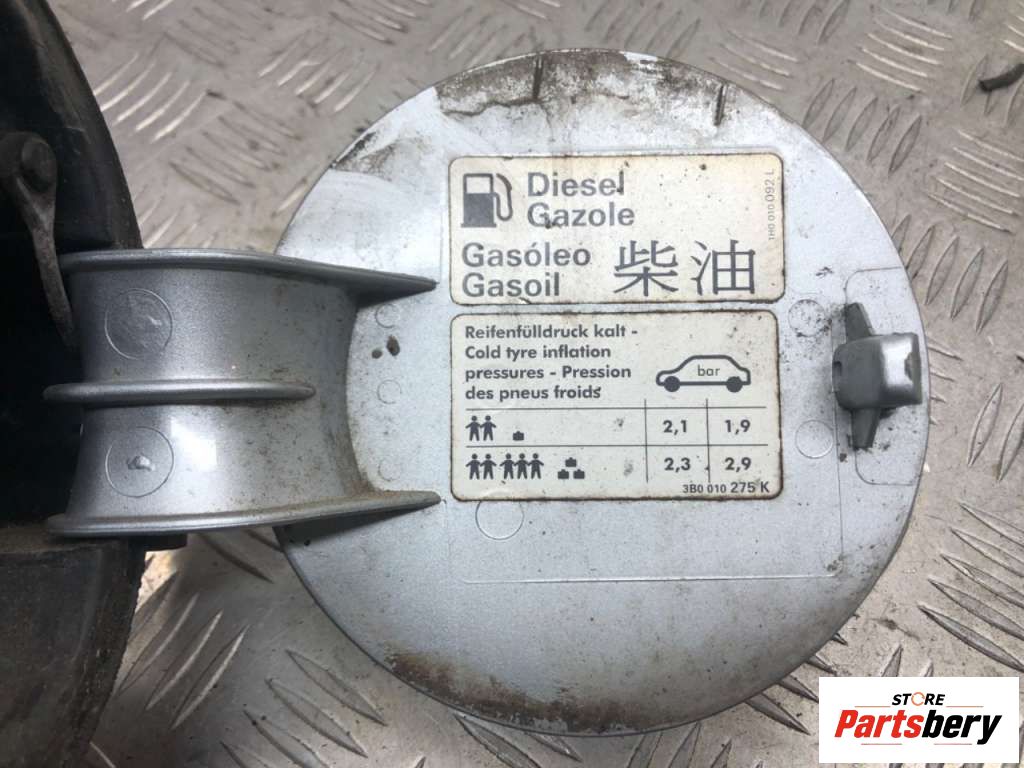 Diesel
Gazole
Gasóleo
Gasoil
柴油
1H0 010 092 L
Reifenfülldruck kalt -
Cold tyre inflation
pressures - Pression
des pneus froids
bar
2,1 1,9
2,3 2,9
3B0 010 275 K
STORE
Partsbery